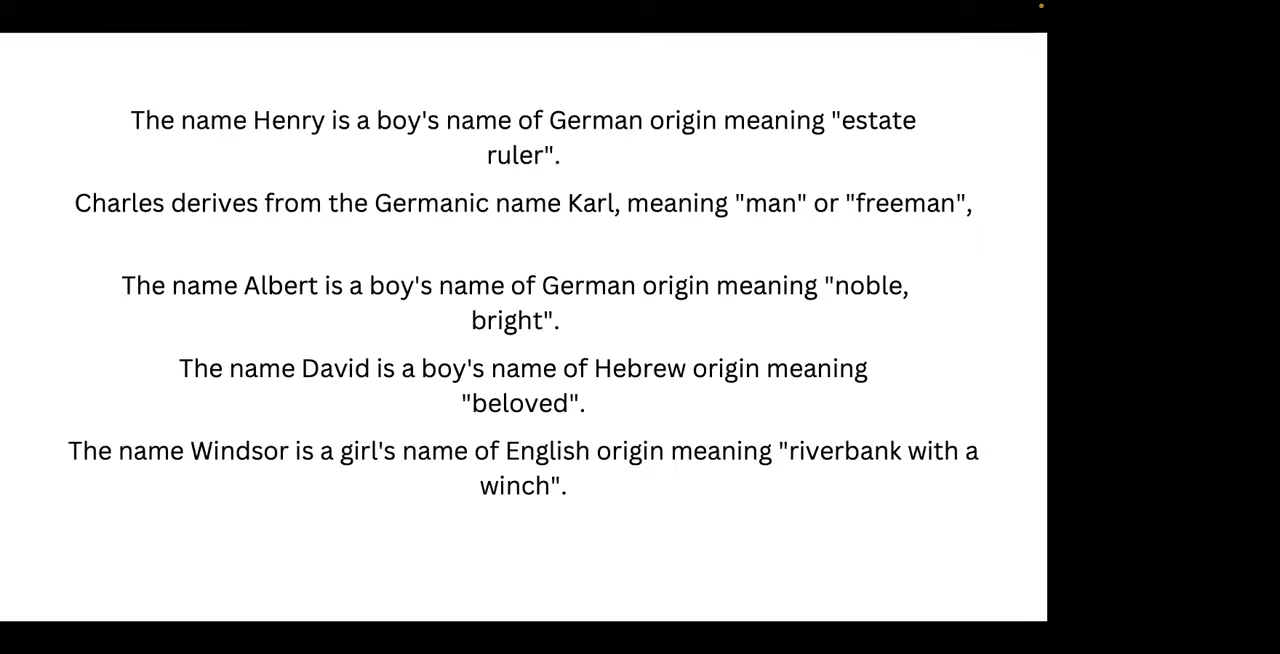 The name Henry is a boy's name of German origin meaning "estate
ruler".
Charles derives from the Germanic name Karl, meaning "man" or "freeman",
The name Albert is a boy's name of German origin meaning "noble,
bright".
The name David is a boy's name of Hebrew origin meaning
"beloved".
The name Windsor is a girl's name of English origin meaning "riverbank with a
winch".